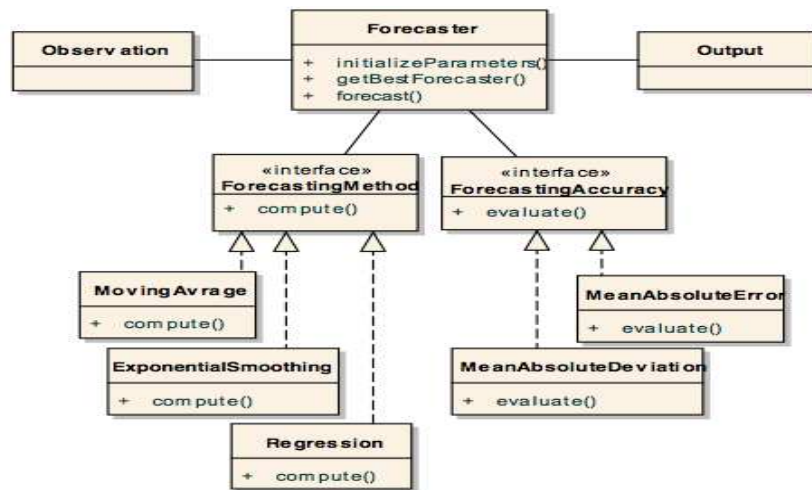 Forecaster
+ initializeParameters()
+ getBestForecaster()
+ forecast()
Observation
Output
«interface»
ForecastingMethod
+ compute()
«interface»
ForecastingAccuracy
+ evaluate()
MovingAvrage
+ compute()
MeanAbsoluteError
+ evaluate()
ExponentialSmoothing
+ compute()
MeanAbsoluteDeviation
+ evaluate()
Regression
+ compute()